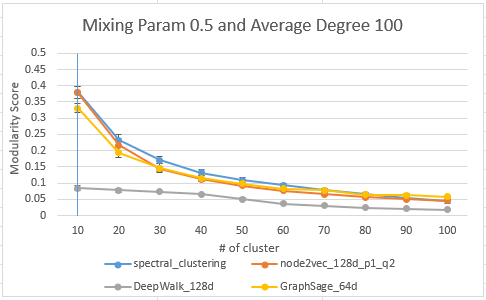 Mixing Param 0.5 and Average Degree 100
0.5
0.45
0.4
0.35
0.3
0.25
0.2
0.15
0.1
0.05
0
Modularity Score
10 20 30 40 50 60 70 80 90 100
# of cluster
spectral_clustering node2vec_128d_p1_q2
DeepWalk_128d GraphSage_64d